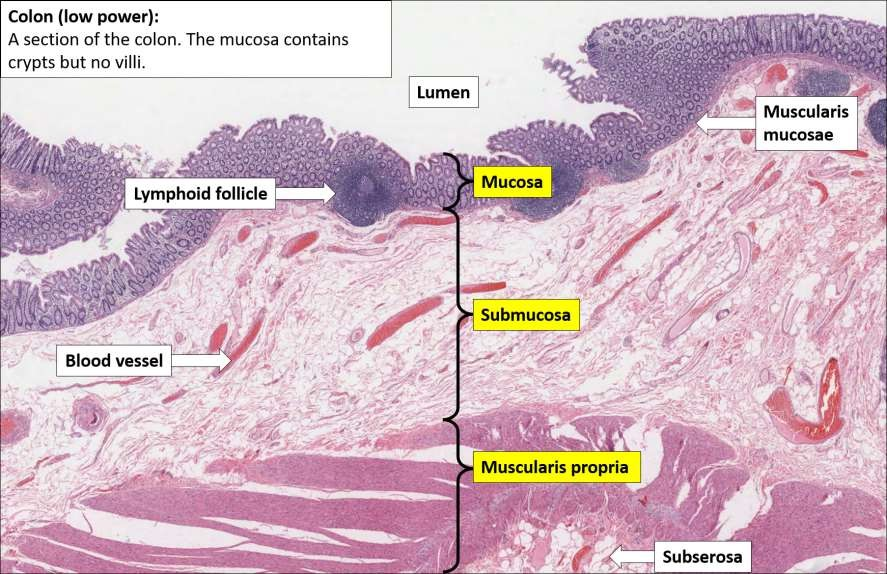 Colon (low power):
A section of the colon. The mucosa contains
crypts but no villi.
Lumen
Muscularis
mucosae
Lymphoid follicle
Mucosa
Submucosa
Blood vessel
Muscularis propria
Subserosa